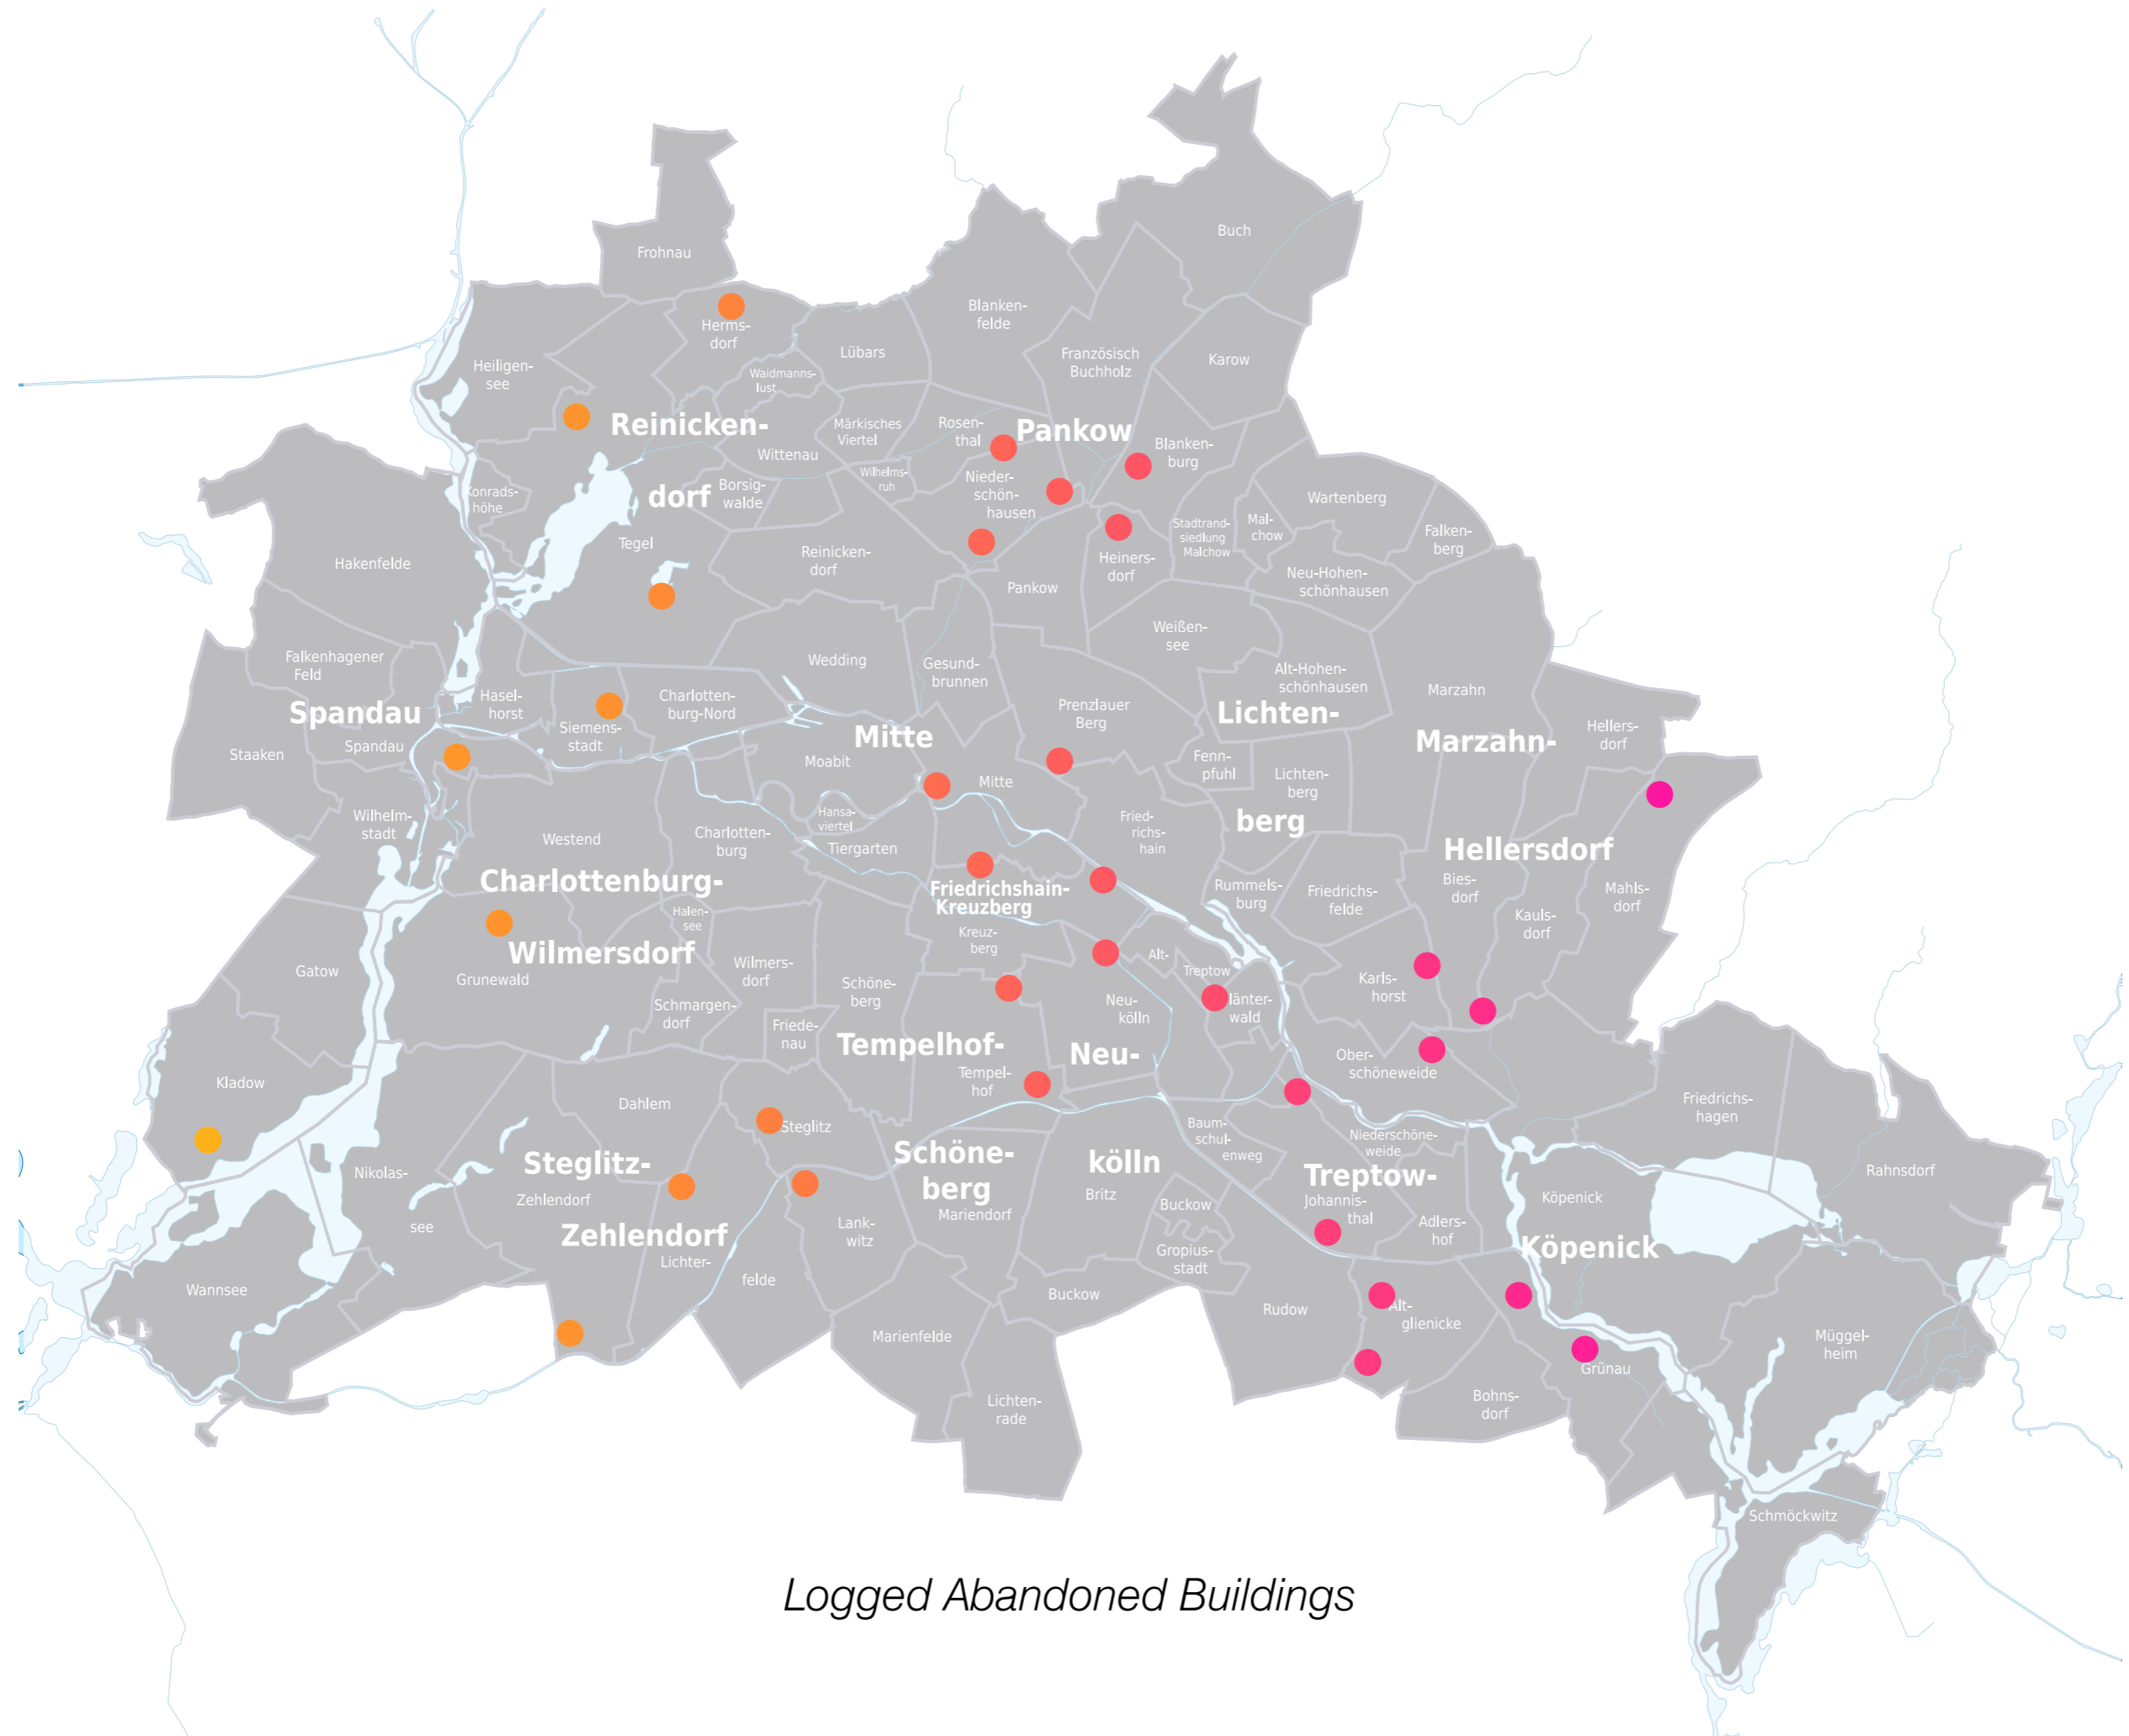 Buch
Frohnau
Blanken-
felde
Herms-
dorf
Lübars
Französisch
Buchholz
Karow
Heiligen-
see
Waidmanns-
lust
Reinicken-
dorf
Märkisches
Viertel
Rosen-
thal
Pankow
Blanken-
burg
Wittenau
Wilhelms-
ruh
Nieder-
schön-
hausen
Konrads-
höhe
Borsig-
walde
Wartenberg
Stadtrand-
siedlung
Malchow
Mal-
chow
Falken-
berg
Tegel
Reinicken-
dorf
Heiners-
dorf
Hakenfelde
Pankow
Neu-Hohen-
schönhausen
Weißen-
see
Falkenhagener
Feld
Wedding
Gesund-
brunnen
Alt-Hohen-
schönhausen
Marzahn
Hasel-
horst
Charlotten-
burg-Nord
Prenzlauer
Berg
Spandau
Lichten-
berg
Siemens-
stadt
Mitte
Marzahn-
Hellersdorf
Hellers-
dorf
Staaken
Spandau
Moabit
Fenn-
pfuhl
Lichten-
berg
Mitte
Wilhelm-
stadt
Hansa-
viertel
Fried-
richs-
hain
Westend
Charlotten-
burg
Tiergarten
Charlottenburg-
Wilmersdorf
Friedrichshain-
Kreuzberg
Rummels-
burg
Friedrichs-
felde
Bies-
dorf
Mahls-
dorf
Halen-
see
Kauls-
dorf
Kreuz-
berg
Alt-
Treptow
Gatow
Grunewald
Wilmers-
dorf
Schöne-
berg
Karls-
horst
Schmargen-
dorf
Neu-
kölln
länter-
wald
Friede-
nau
Tempelhof-
Schöne-
berg
Neu-
kölln
Ober-
schöneweide
Kladow
Tempel-
hof
Dahlem
Friedrichs-
hagen
Steglitz
Baum-
schul-
enweg
Niederschöne-
weide
Steglitz-
Zehlendorf
Nikolas-
see
Treptow-
Köpenick
Rahnsdorf
Zehlendorf
Britz
Buckow
Johannis-
thal
Köpenick
Mariendorf
Lank-
witz
Adlers-
hof
Lichter-
felde
Gropius-
stadt
Wannsee
Buckow
Rudow
Alt-
glienicke
Marienfelde
Müggel-
heim
Grünau
Lichten-
rade
Bohns-
dorf
Schmöckwitz
Logged Abandoned Buildings